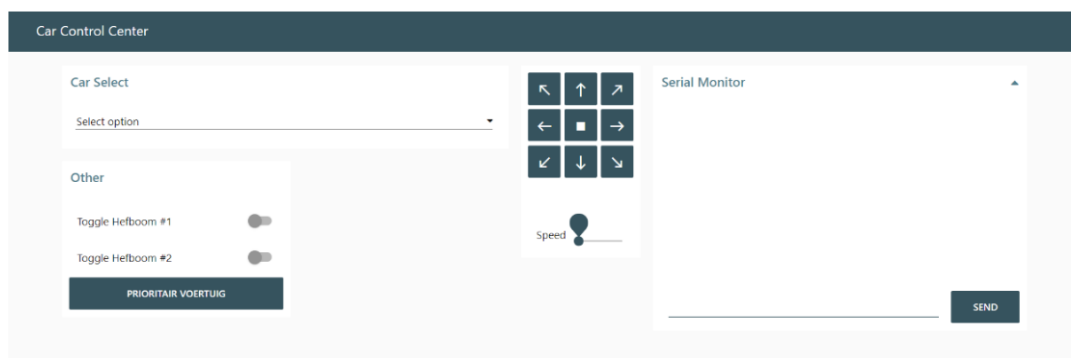 Car Control Center
Car Select
Select option
Other
Toggle Hefboom #1
Toggle Hefboom #2
PRIORITAIR VOERTUIG
Speed
Serial Monitor
SEND